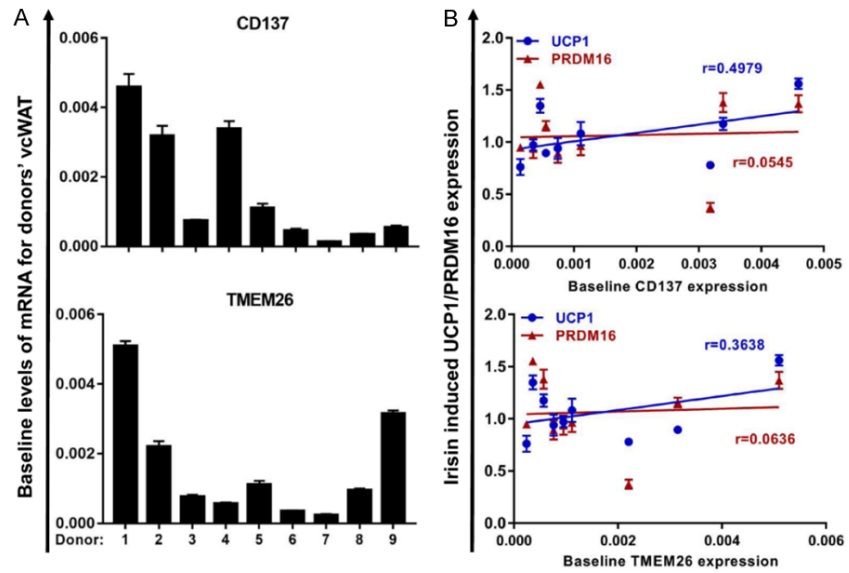 A
Baseline levels of mRNA for donors' vcWAT
CD137
0.006
0.004
0.002
0.000
TMEM26
0.006
0.004
0.002
0.000
Donor: 1 2 3 4 5 6 7 8 9
B
Irisin induced UCP1/PRDM16 expression
2.0
1.5
1.0
0.5
0.0
UCP1
PRDM16
r=0.4979
r=0.0545
0.000 0.001 0.002 0.003 0.004 0.005
Baseline CD137 expression
2.0
1.5
1.0
0.5
0.0
UCP1
PRDM16
r=0.3638
r=0.0636
0.000 0.002 0.004 0.006
Baseline TMEM26 expression